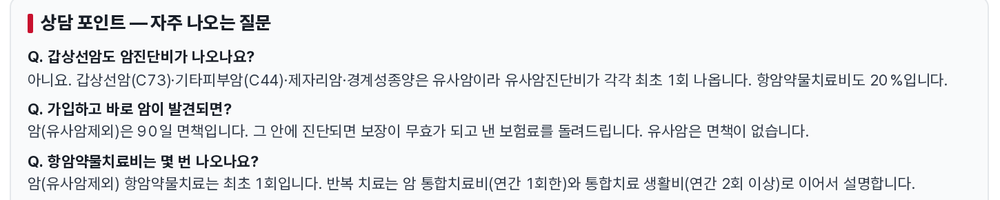 상담 포인트 — 자주 나오는 질문
Q. 갑상선암도 암진단비가 나오나요?
아니요. 갑상선암(C73)·기타피부암(C44)·제자리암·경계성종양은 유사암이라 유사암진단비가 각각 최초 1회 나옵니다. 항암약물치료비도 20%입니다.
Q. 가입하고 바로 암이 발견되면?
암(유사암제외)은 90일 면책입니다. 그 안에 진단되면 보장이 무효가 되고 낸 보험료를 돌려드립니다. 유사암은 면책이 없습니다.
Q. 항암약물치료비는 몇 번 나오나요?
암(유사암제외) 항암약물치료는 최초 1회입니다. 반복 치료는 암 통합치료비(연간 1회한)와 통합치료 생활비(연간 2회 이상)로 이어서 설명합니다.